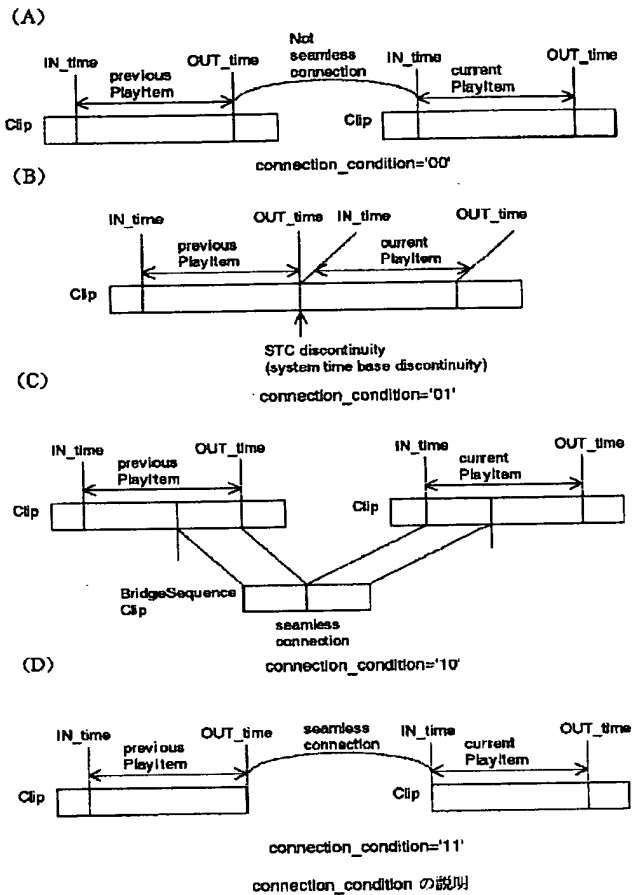 (A)
Not
seamless
connection
IN_time
previous
PlayItem
OUT_time
IN_time
current
PlayItem
OUT_time
Clip
Clip
connection_condition='00'
(B)
IN_time
previous
PlayItem
OUT_time
IN_time
current
PlayItem
OUT_time
Clip
STC discontinuity
(system time base discontinuity)
connection_condition='01'
(C)
IN_time
previous
PlayItem
OUT_time
IN_time
current
PlayItem
OUT_time
Clip
Clip
BridgeSequence
Clip
seamless
connection
connection_condition='10'
(D)
IN_time
previous
PlayItem
OUT_time
seamless
connection
IN_time
current
PlayItem
OUT_time
Clip
Clip
connection_condition='11'
connection_condition の説明